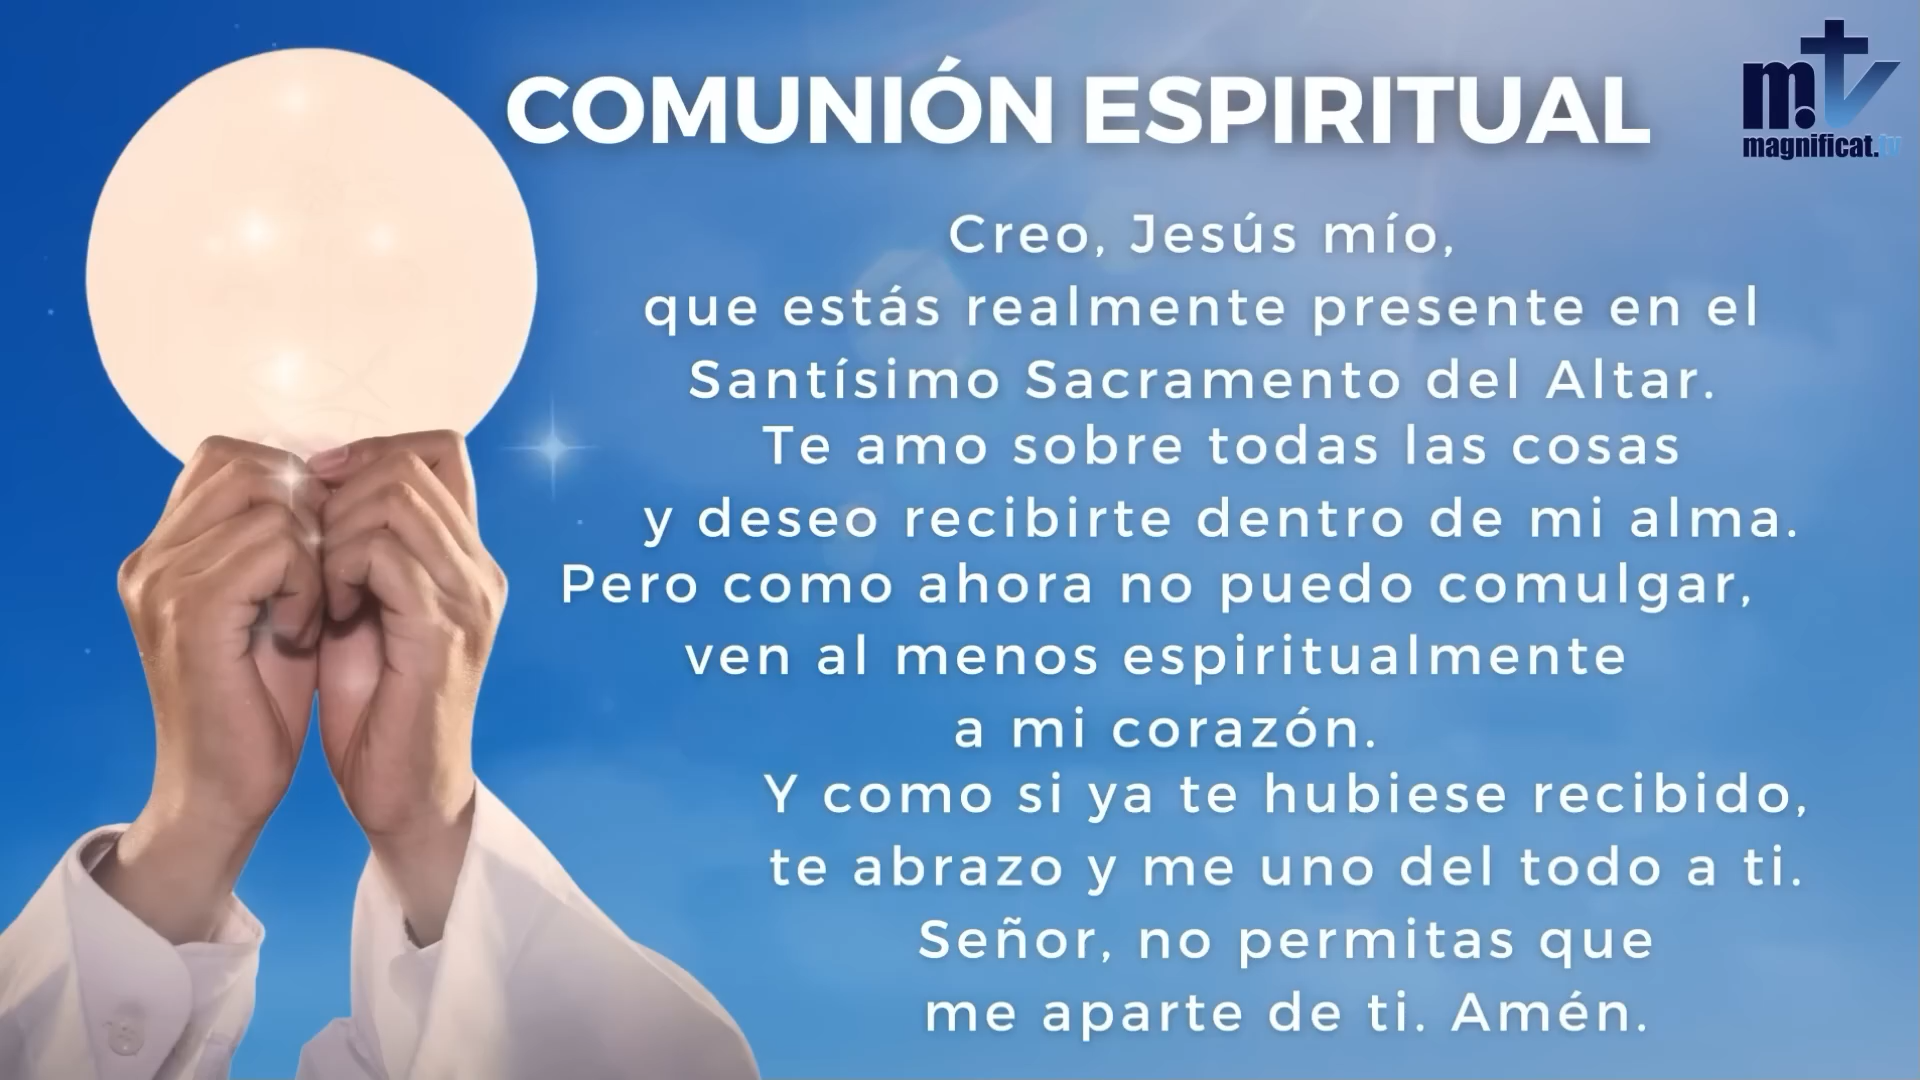 COMUNIÓN ESPIRITUAL
mtv
magnificat.tv
Creo, Jesús mío,
que estás realmente presente en el
Santísimo Sacramento del Altar.
Te amo sobre todas las cosas
y deseo recibirte dentro de mi alma.
Pero como ahora no puedo comulgar,
ven al menos espiritualmente
a mi corazón.
Y como si ya te hubiese recibido,
te abrazo y me uno del todo a ti.
Señor, no permitas que
me aparte de ti. Amén.